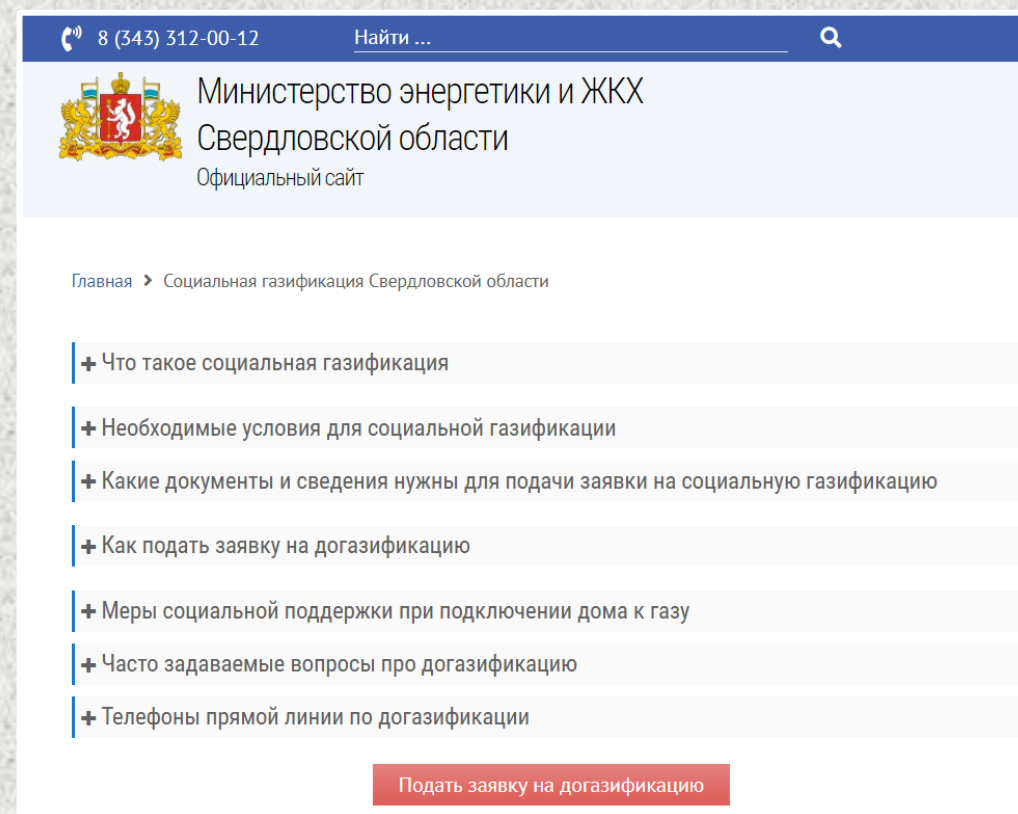 8 (343) 312-00-12 Найти ...
Министерство энергетики и ЖКХ
Свердловской области
Официальный сайт
Главная > Социальная газификация Свердловской области
+ Что такое социальная газификация
+ Необходимые условия для социальной газификации
+ Какие документы и сведения нужны для подачи заявки на социальную газификацию
+ Как подать заявку на догазификацию
+ Меры социальной поддержки при подключении дома к газу
+ Часто задаваемые вопросы про догазификацию
+ Телефоны прямой линии по догазификации
Подать заявку на догазификацию